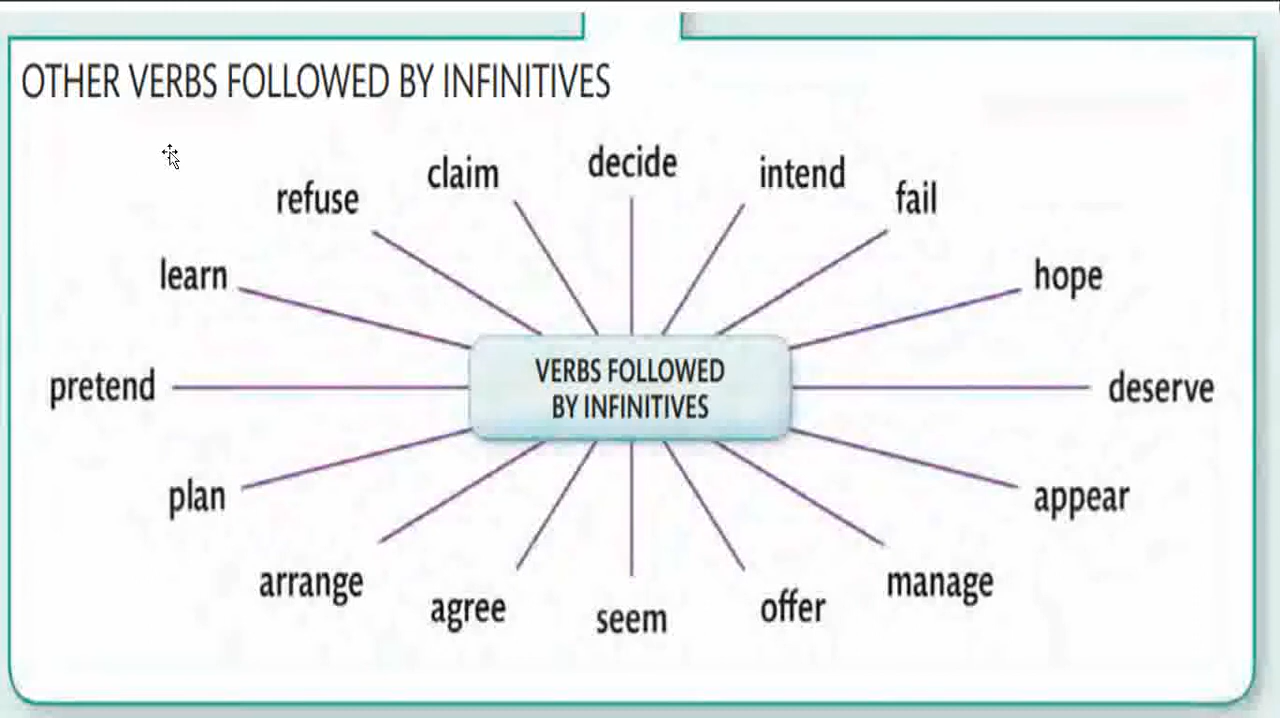 OTHER VERBS FOLLOWED BY INFINITIVES
decide
claim
intend
refuse
fail
learn
hope
VERBS FOLLOWED
BY INFINITIVES
pretend
deserve
plan
appear
arrange
manage
agree
offer
seem